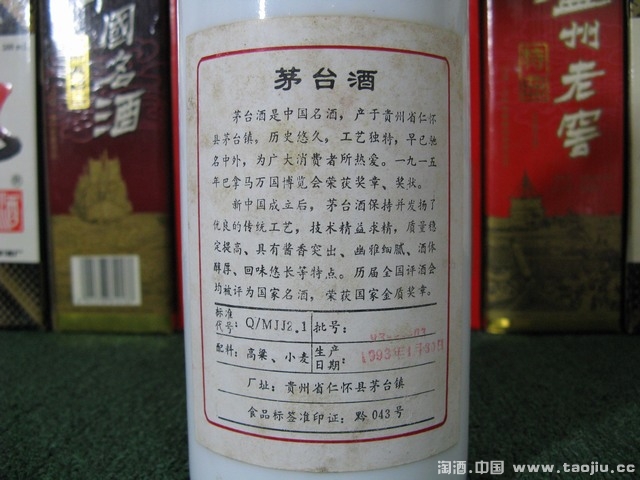 茅台酒
茅台酒是中国名酒，产于贵州省仁怀
县茅台镇，历史悠久，工艺独特，早已驰
名中外，为广大消费者所热爱。一九一五
年巴拿马万国博览会荣获奖章、奖状。
新中国成立后，茅台酒保持并发扬了
优良的传统工艺，技术精益求精，质量稳
定提高、具有酱香突出、幽雅细腻、酒体
醇厚、回味悠长等特点。历届全国评酒会
均被评为国家名酒，荣获国家金质奖章。
标准代号：Q/MJJ2.1 批号：
配料：高粱、小麦 生产日期：
厂址：贵州省仁怀县茅台镇
食品标签准印证：黔043号
国名酒
州老窖
淘酒.中国 www.taojiu.cc